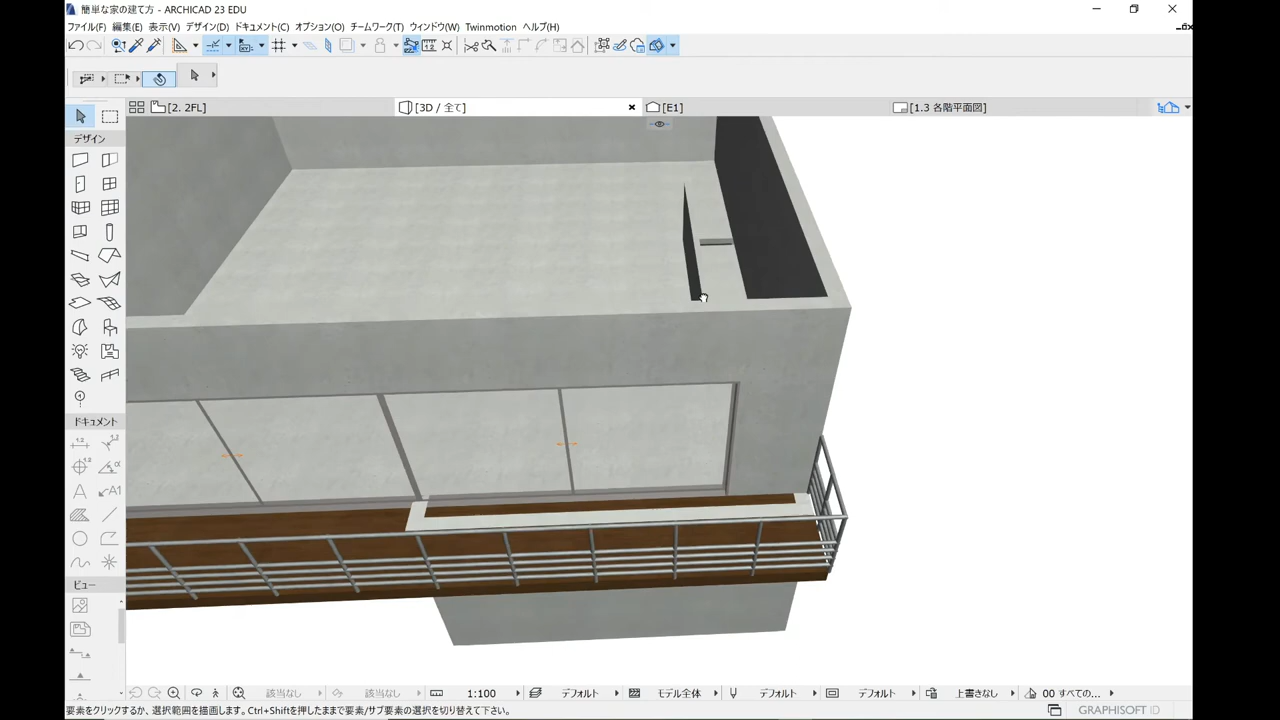 簡単な家の建て方 - ARCHICAD 23 EDU
ファイル(F) 編集(E) 表示(V) デザイン(D) ドキュメント(C) オプション(O) チームワーク(T) ウィンドウ(W) Twinmotion ヘルプ(H)
[2. 2FL] [3D / 全て] [E1] [1.3 各階平面図]
デザイン
ドキュメント
A A1
ビュー
該当なし 該当なし 1:100 デフォルト モデル全体 デフォルト デフォルト 上書きなし 00 すべての...
要素をクリックするか、選択範囲を描画します。Ctrl+Shiftを押したままで要素/サブ要素の選択を切り替えて下さい。
GRAPHISOFT ID